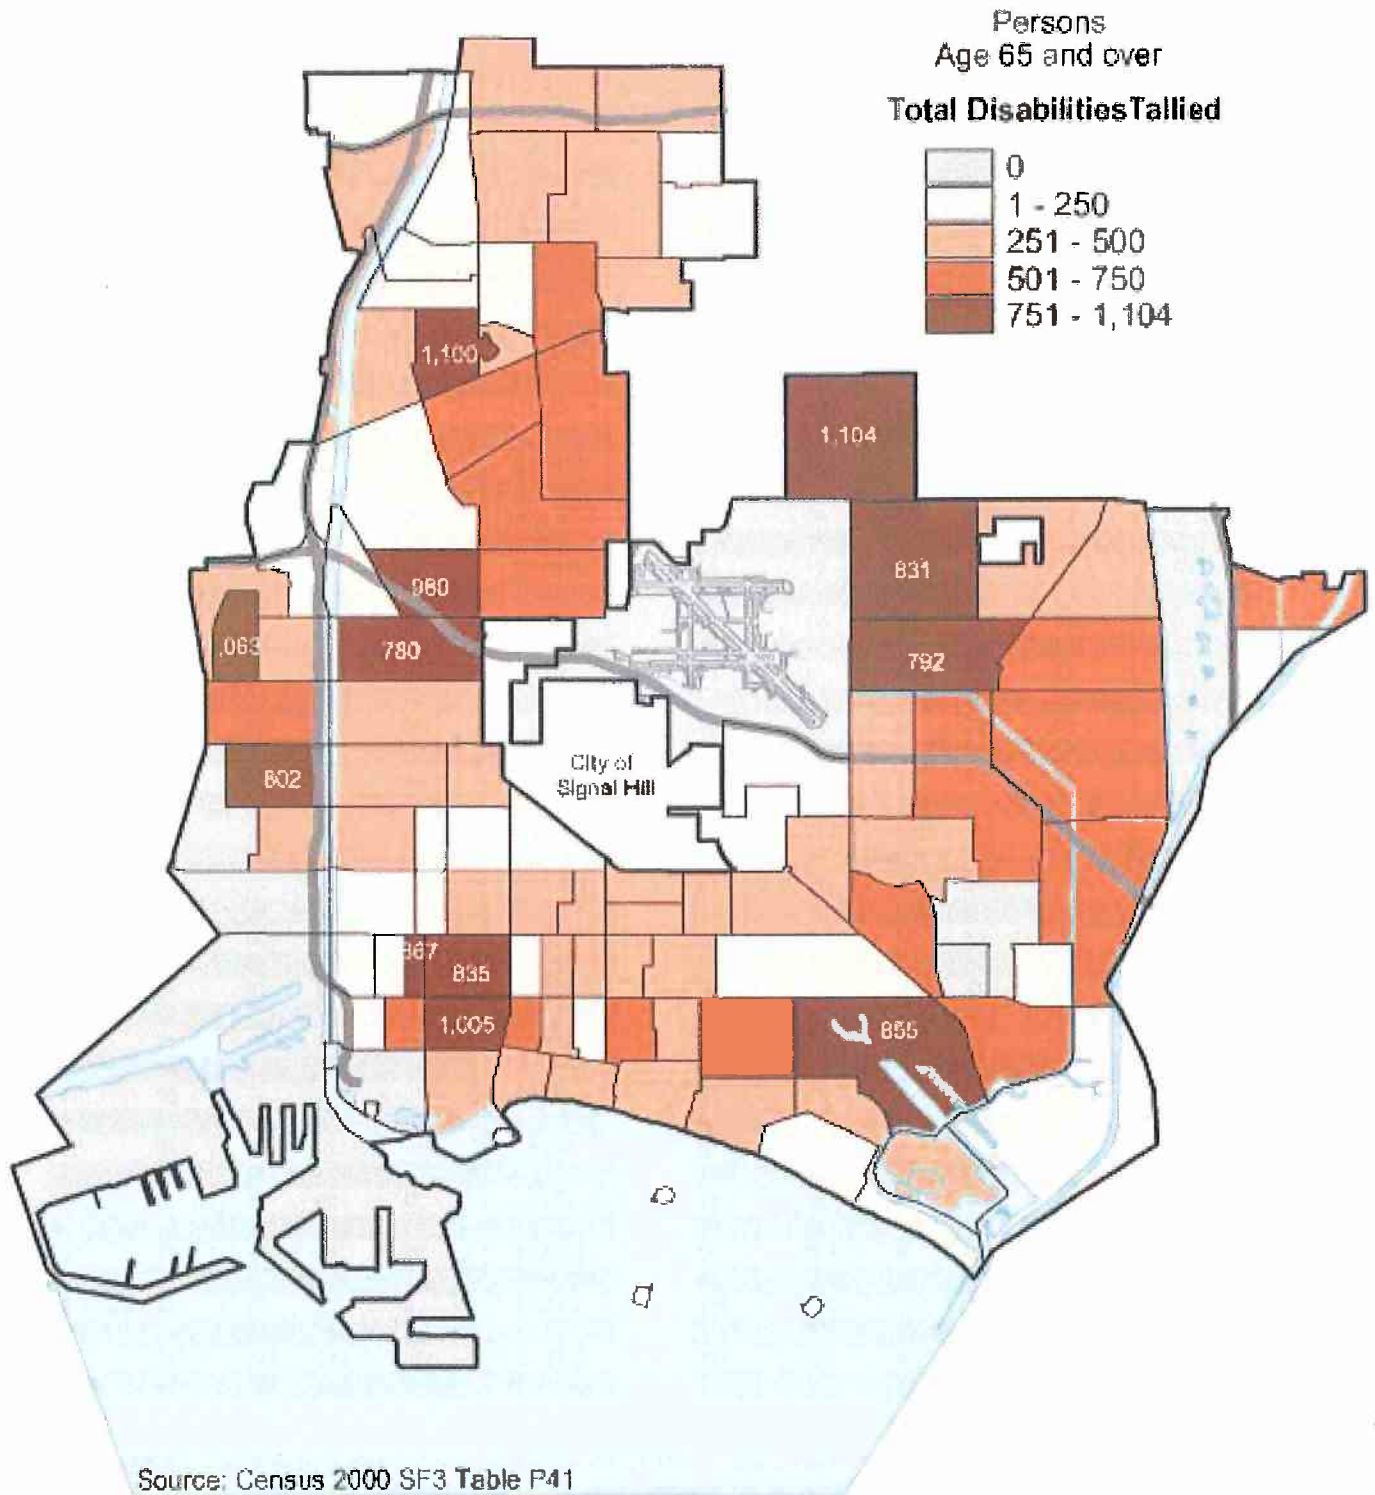 Persons
Age 65 and over
Total Disabilities Tallied
0
1 - 250
251 - 500
501 - 750
751 - 1,104
1,100
1,104
980
831
,063
780
792
802
City of
Signal Hill
867
835
1,005
855
Source: Census 2000 SF3 Table P41